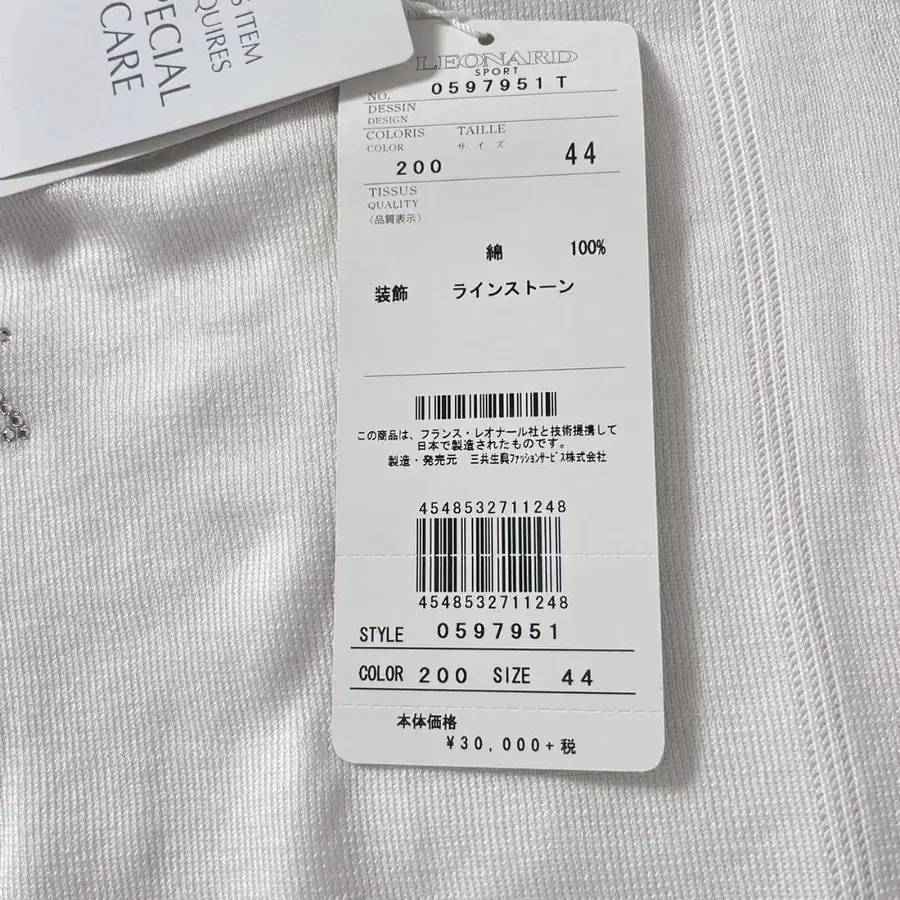 S ITEM
QUIRES
PECIAL
CARE
LEONARD
SPORT
NO. 0597951 T
DESSIN
DESIGN
COLORIS TAILLE
COLOR サイズ
200 44
TISSUS
QUALITY
(品質表示)
綿 100%
装飾 ラインストーン
この商品は、フランス・レオナール社と技術提携して
日本で製造されたものです。
製造・発売元 三共生興ファッションサービス株式会社
4548532711248
4548532711248
STYLE 0597951
COLOR 200 SIZE 44
本体価格
¥30,000+税